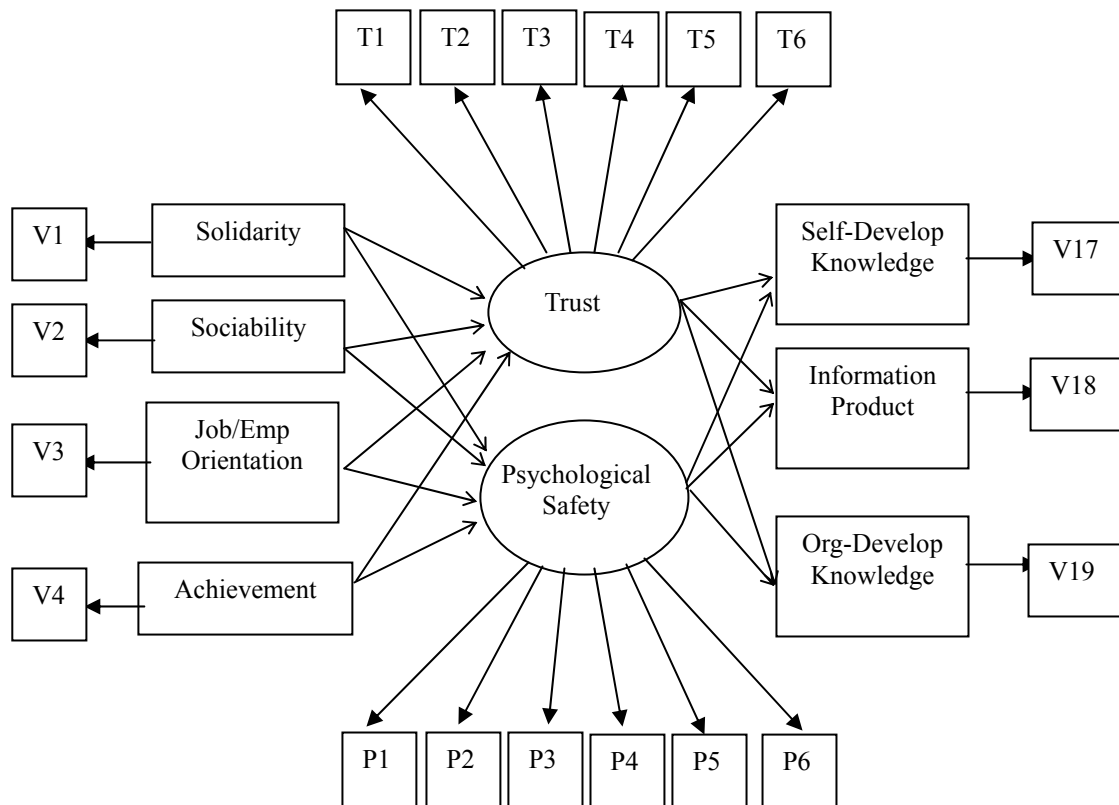 T1
T2
T3
T4
T5
T6
V1
Solidarity
Self-Develop
Knowledge
V17
V2
Sociability
Trust
V3
Job/Emp
Orientation
Information
Product
V18
Psychological
Safety
V4
Achievement
Org-Develop
Knowledge
V19
P1
P2
P3
P4
P5
P6